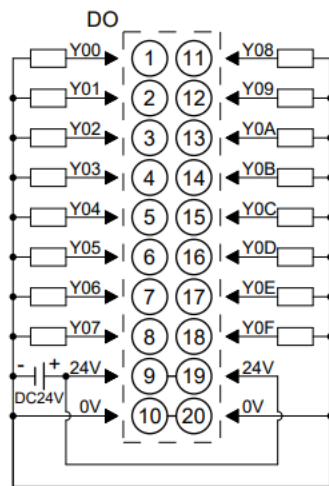 DO
Y00 1 11 Y08
Y01 2 12 Y09
Y02 3 13 Y0A
Y03 4 14 Y0B
Y04 5 15 Y0C
Y05 6 16 Y0D
Y06 7 17 Y0E
Y07 8 18 Y0F
- + 24V 9 19 24V
DC24V 0V 10 20 0V